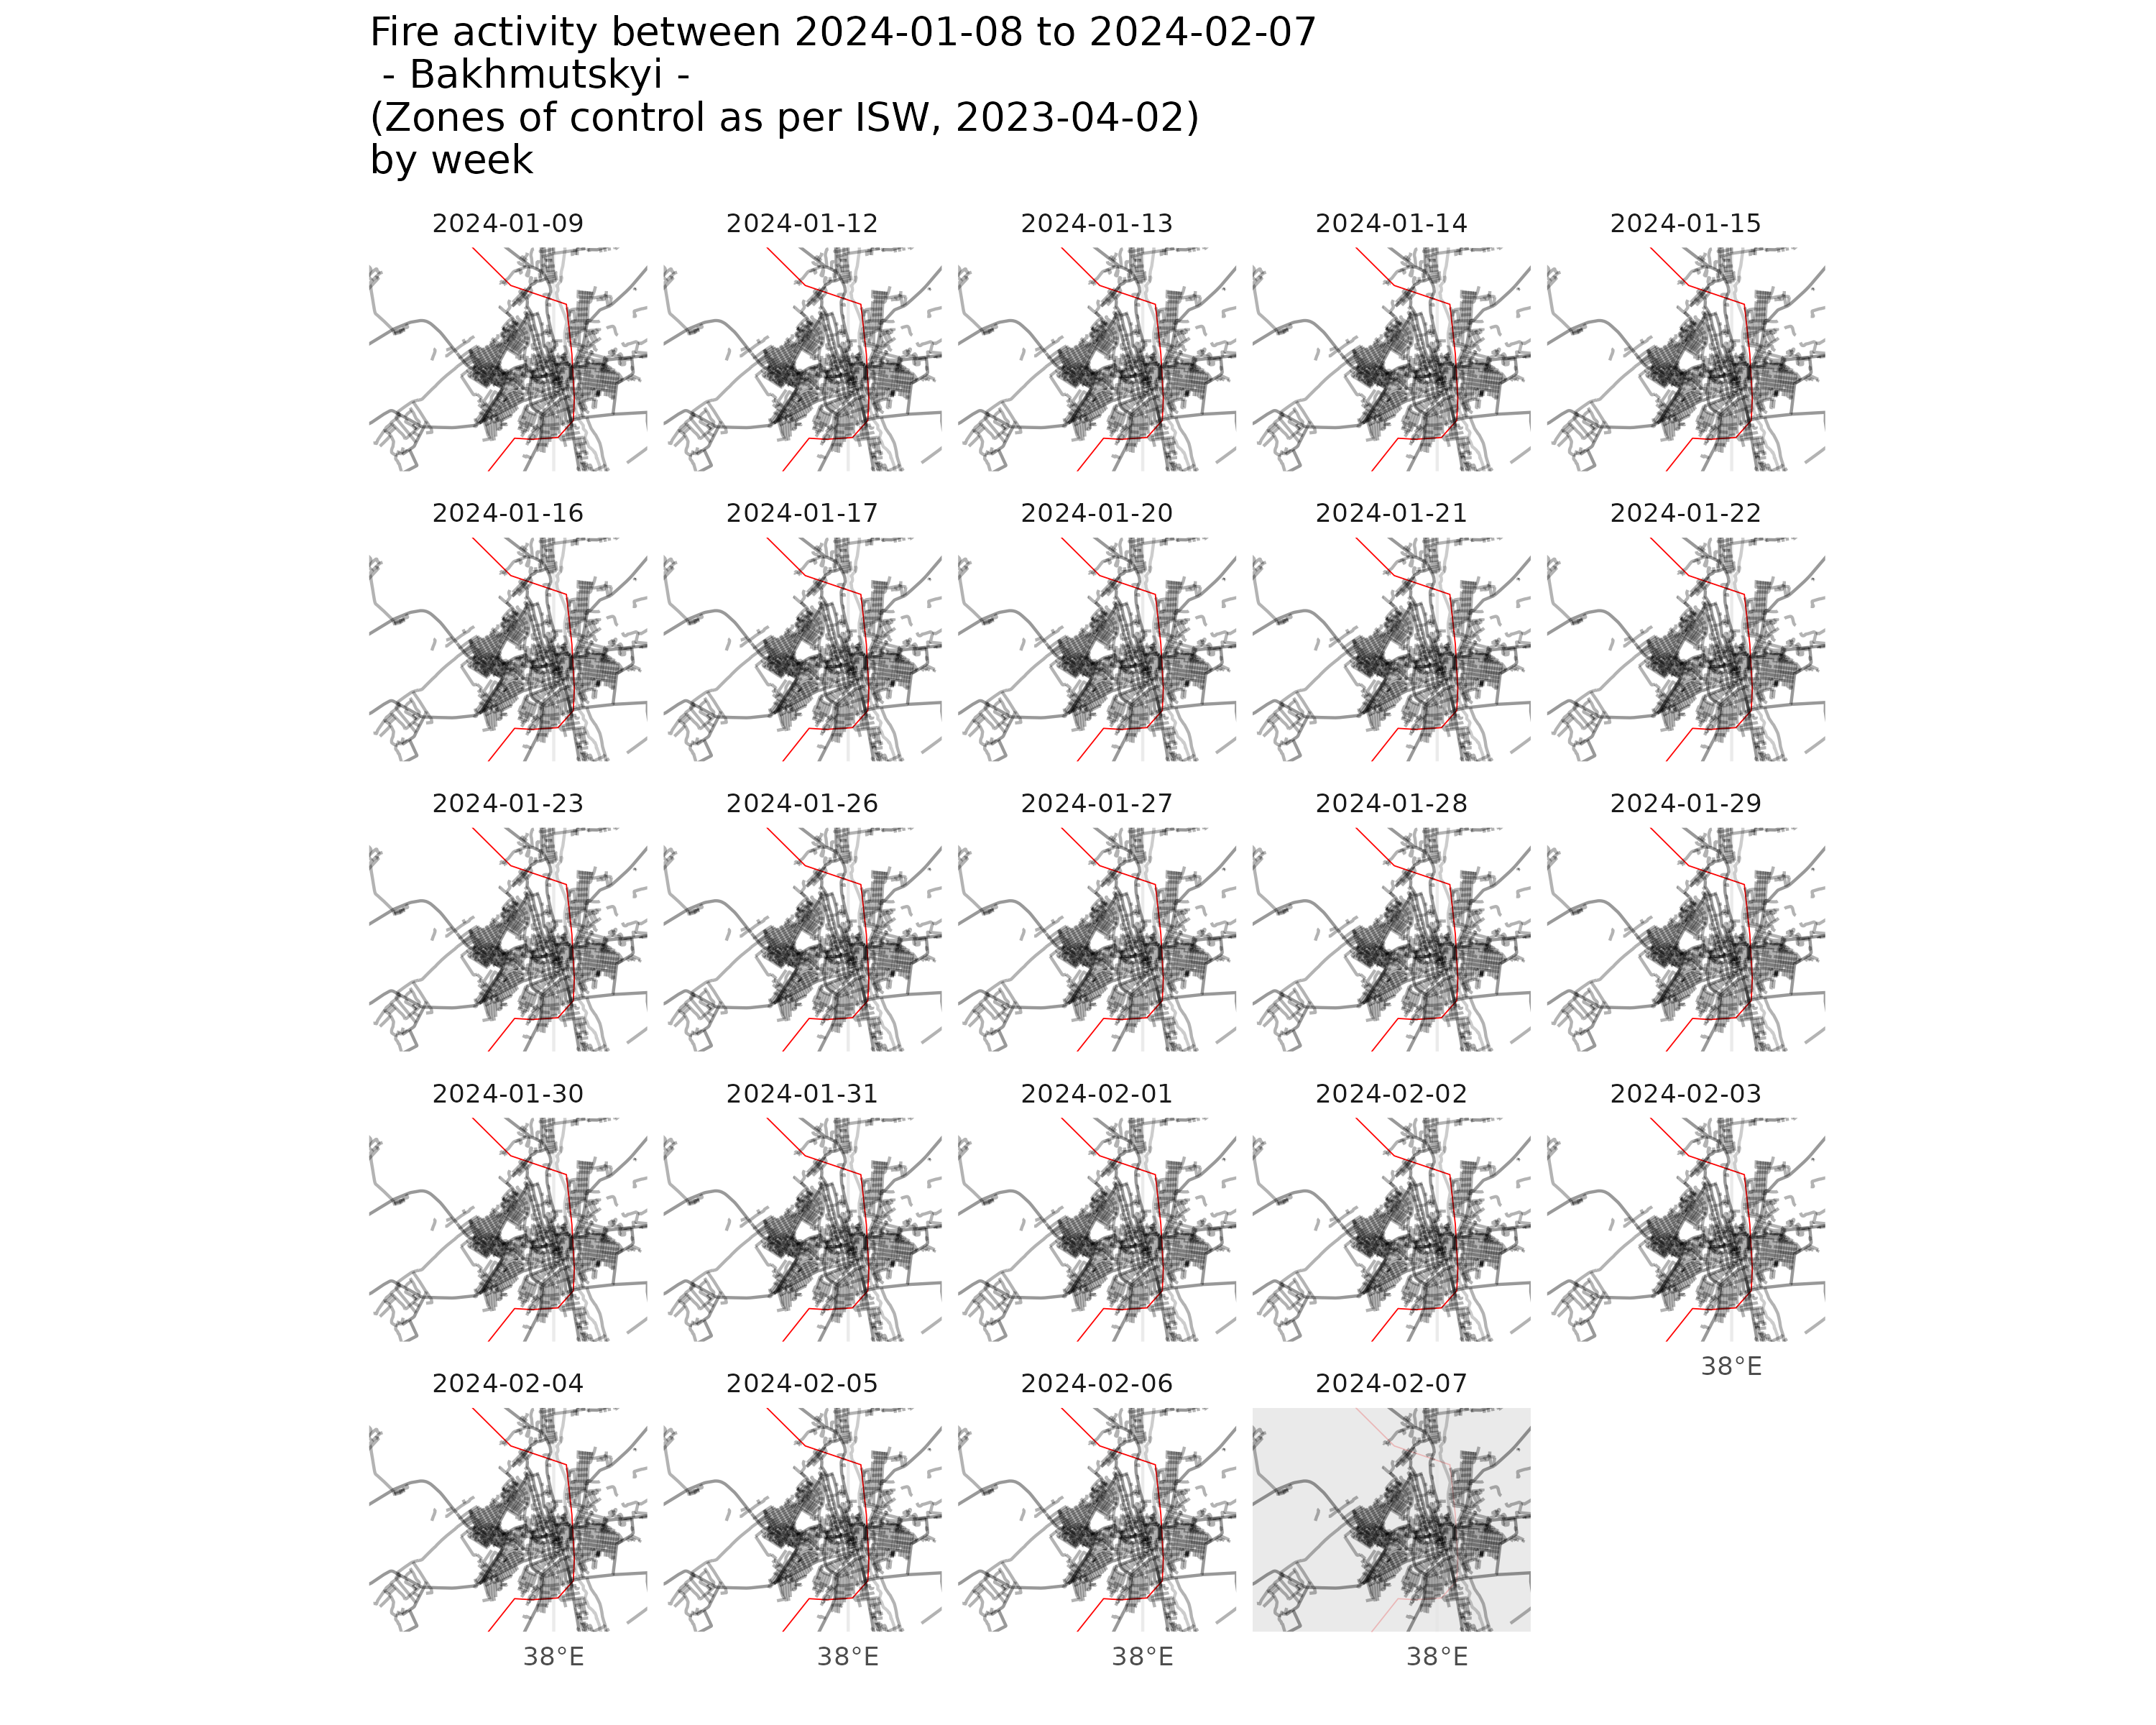 Fire activity between 2024-01-08 to 2024-02-07
- Bakhmutskyi -
(Zones of control as per ISW, 2023-04-02)
by week
2024-01-09 2024-01-12 2024-01-13 2024-01-14 2024-01-15
2024-01-16 2024-01-17 2024-01-20 2024-01-21 2024-01-22
2024-01-23 2024-01-26 2024-01-27 2024-01-28 2024-01-29
2024-01-30 2024-01-31 2024-02-01 2024-02-02 2024-02-03
38°E
2024-02-04 2024-02-05 2024-02-06 2024-02-07
38°E 38°E 38°E 38°E